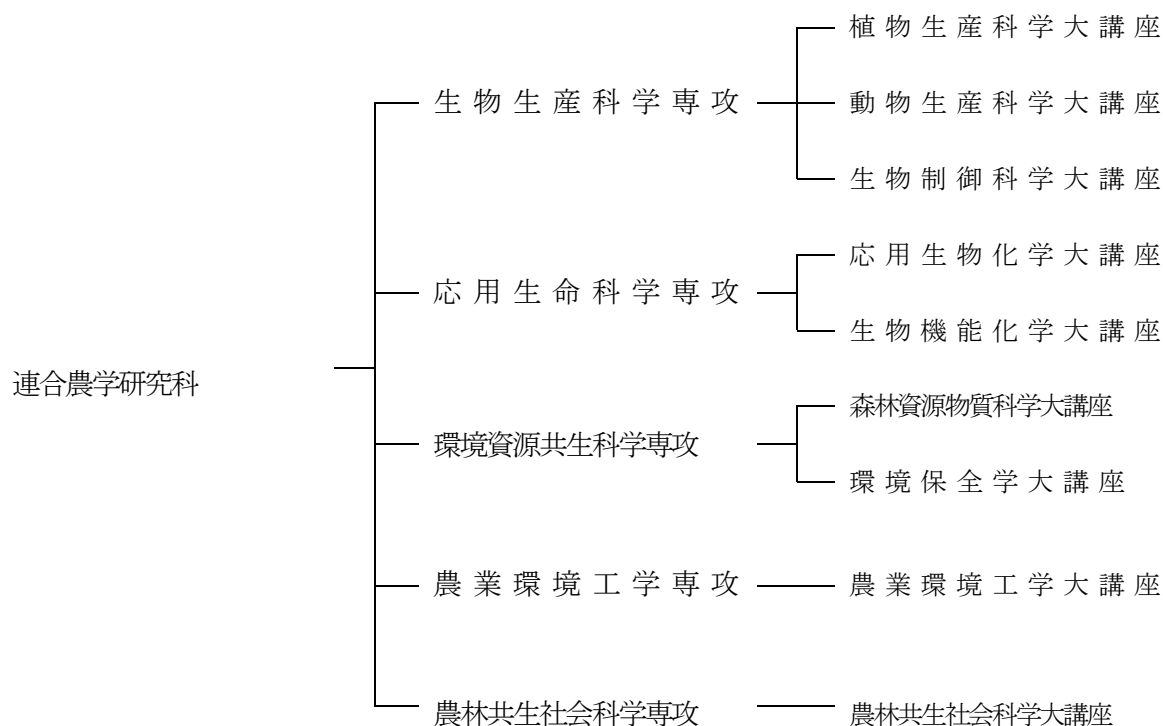 連合農学研究科
生物生産科学専攻
植物生産科学大講座
動物生産科学大講座
生物制御科学大講座
応用生命科学専攻
応用生物化学大講座
生物機能化学大講座
環境資源共生科学専攻
森林資源物質科学大講座
環境保全学大講座
農業環境工学専攻
農業環境工学大講座
農林共生社会科学専攻
農林共生社会科学大講座